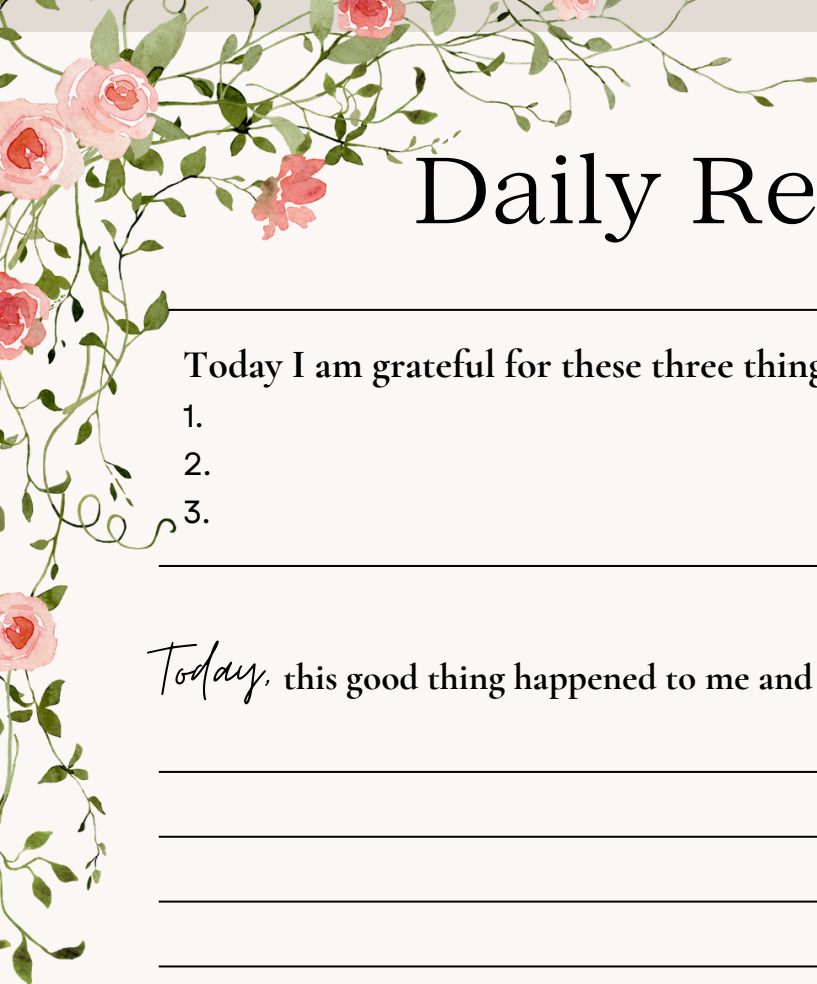 Daily Re
Today I am grateful for these three thing
1.
2.
3.
Today, this good thing happened to me and